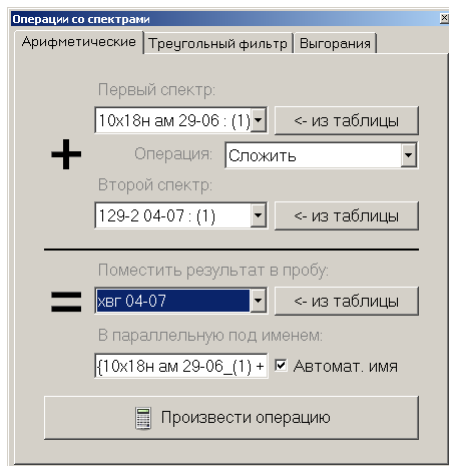 Операции со спектрами
Арифметические Треугольный фильтр Выгорания
Первый спектр:
10х18н ам 29-06 : (1) <- из таблицы
+ Операция: Сложить
Второй спектр:
129-2 04-07 : (1) <- из таблицы
= Поместить результат в пробу:
хвг 04-07 <- из таблицы
В параллельную под именем:
{10х18н ам 29-06_(1) + Автомат. имя
Произвести операцию